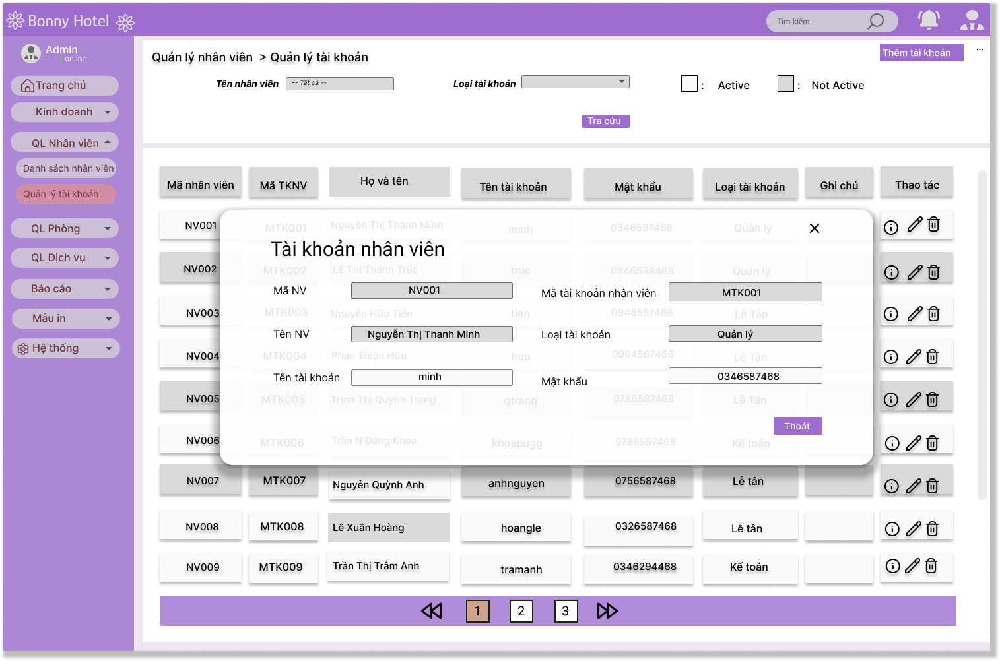 Bonny Hotel
Tìm kiếm ....
Admin
online
Trang chủ
Kinh doanh
QL Nhân viên
Danh sách nhân viên
Quản lý tài khoản
QL Phòng
QL Dịch vụ
Báo cáo
Mẫu in
Hệ thống
Quản lý nhân viên > Quản lý tài khoản
Thêm tài khoản
...
Tên nhân viên
-- Tất cả --
Loại tài khoản
: Active
: Not Active
Tra cứu
Mã nhân viên Mã TKNV Họ và tên Tên tài khoản Mật khẩu Loại tài khoản Ghi chú Thao tác
NV001 MTK001 Nguyễn Thị Thanh Minh minh 0346587468 Quản lý
NV002 MTK002 Lê Thị Thanh Trúc truc 0346589468 Quản lý
NV003 MTK003 Nguyễn Hữu Tiến tien 0946587468 Lễ Tân
NV004 MTK004 Phan Thiện Hữu huu 0964587468 Lễ Tân
NV005 MTK005 Trịnh Thị Quỳnh Trang qtrang 0786587468 Lễ Tân
NV006 MTK006 Trần N Đăng Khoa khoapugg 0786587468 Kế toán
NV007 MTK007 Nguyễn Quỳnh Anh anhnguyen 0756587468 Lễ tân
NV008 MTK008 Lê Xuân Hoàng hoangle 0326587468 Lễ tân
NV009 MTK009 Trần Thị Trâm Anh tramanh 0346294468 Kế toán
Tài khoản nhân viên
Mã NV NV001 Mã tài khoản nhân viên MTK001
Tên NV Nguyễn Thị Thanh Minh Loại tài khoản Quản lý
Tên tài khoản minh Mật khẩu 0346587468
Thoát
1 2 3